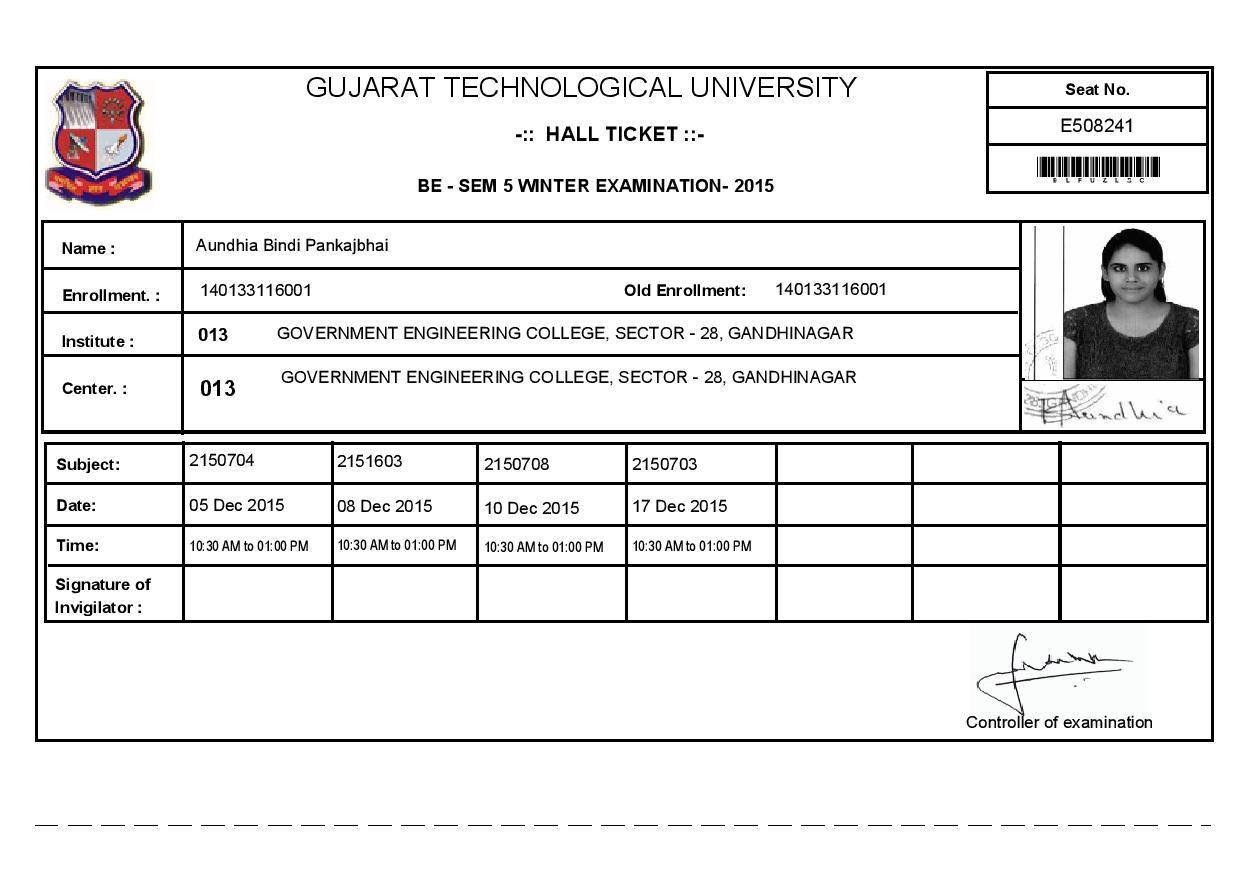 GUJARAT TECHNOLOGICAL UNIVERSITY
-:: HALL TICKET ::-
BE - SEM 5 WINTER EXAMINATION- 2015
Seat No.
E508241
Name : Aundhia Bindi Pankajbhai
Enrollment. : 140133116001 Old Enrollment: 140133116001
Institute : 013 GOVERNMENT ENGINEERING COLLEGE, SECTOR - 28, GANDHINAGAR
Center. : 013 GOVERNMENT ENGINEERING COLLEGE, SECTOR - 28, GANDHINAGAR
Aundhia
Subject: 2150704 2151603 2150708 2150703
Date: 05 Dec 2015 08 Dec 2015 10 Dec 2015 17 Dec 2015
Time: 10:30 AM to 01:00 PM 10:30 AM to 01:00 PM 10:30 AM to 01:00 PM 10:30 AM to 01:00 PM
Signature of
Invigilator :
Controller of examination